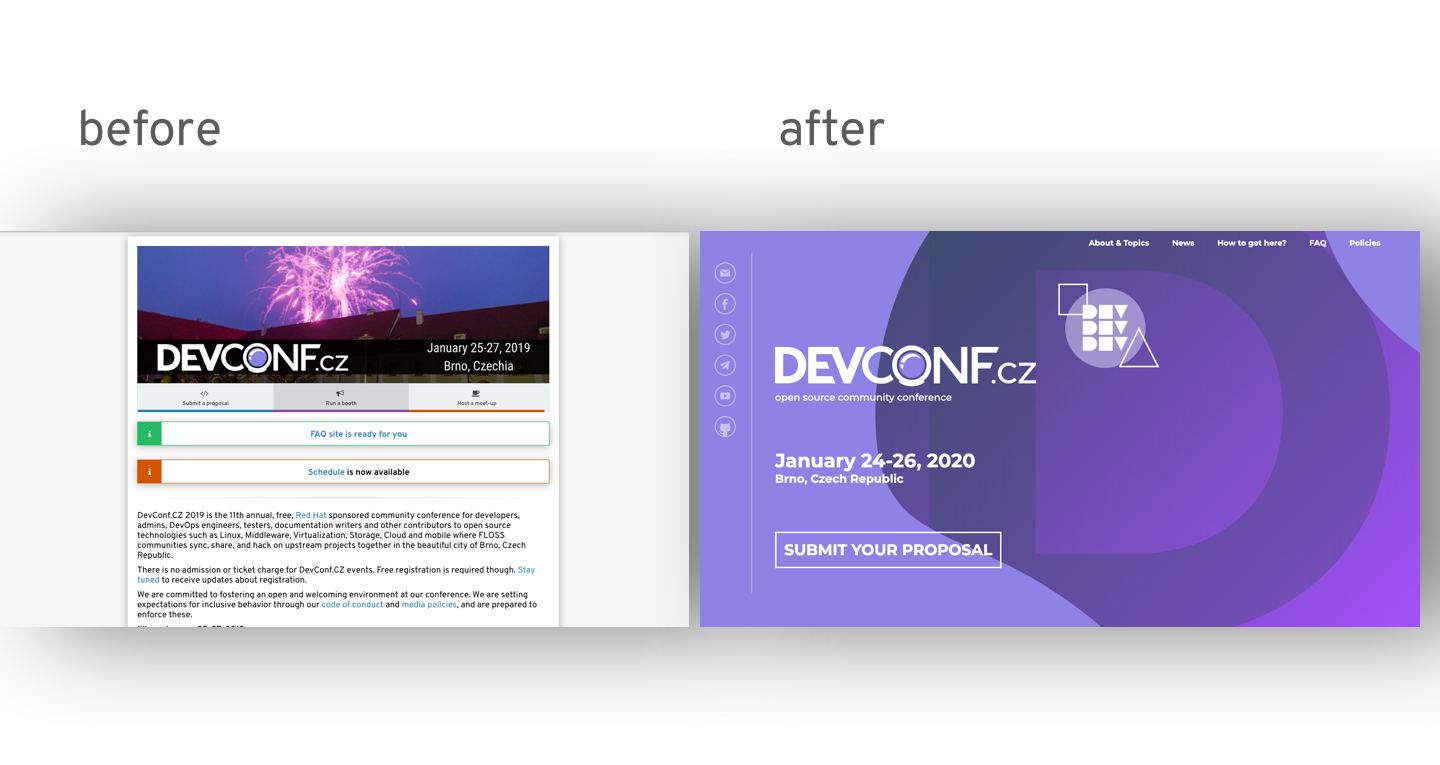 before
after
DEVCONF.CZ
January 25-27, 2019
Brno, Czechia
Submit a proposal
Run a booth
Host a meet-up
FAQ site is ready for you
Schedule is now available
DevConf.CZ 2019 is the 11th annual, free, Red Hat sponsored community conference for developers,
admins, DevOps engineers, testers, documentation writers and other contributors to open source
technologies such as Linux, Middleware, Virtualization, Storage, Cloud and mobile where FLOSS
communities sync, share, and hack on upstream projects together in the beautiful city of Brno, Czech
Republic.
There is no admission or ticket charge for DevConf.CZ events. Free registration is required though. Stay
tuned to receive updates about registration.
We are committed to fostering an open and welcoming environment at our conference. We are setting
expectations for inclusive behavior through our code of conduct and media policies, and are prepared to
enforce these.
About & Topics
News
How to get here?
FAQ
Policies
DEV
DEV
DEV
DEVCONF.CZ
open source community conference
January 24-26, 2020
Brno, Czech Republic
SUBMIT YOUR PROPOSAL
D